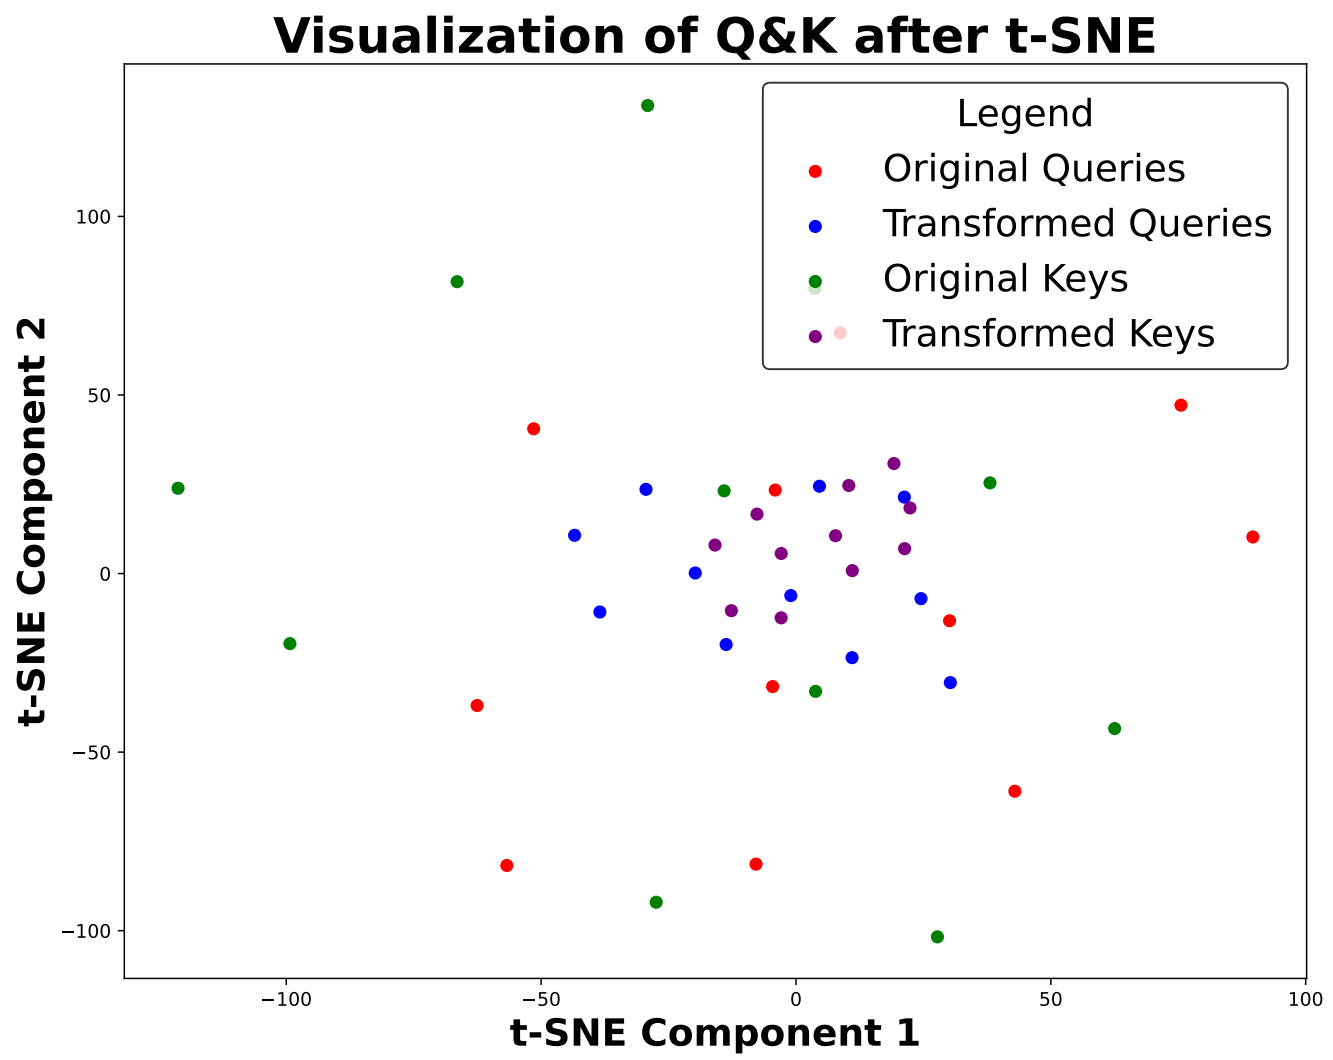 Visualization of Q&K after t-SNE
Legend
Original Queries
Transformed Queries
Original Keys
Transformed Keys
t-SNE Component 2
100
50
0
−50
−100
−100
−50
0
50
100
t-SNE Component 1